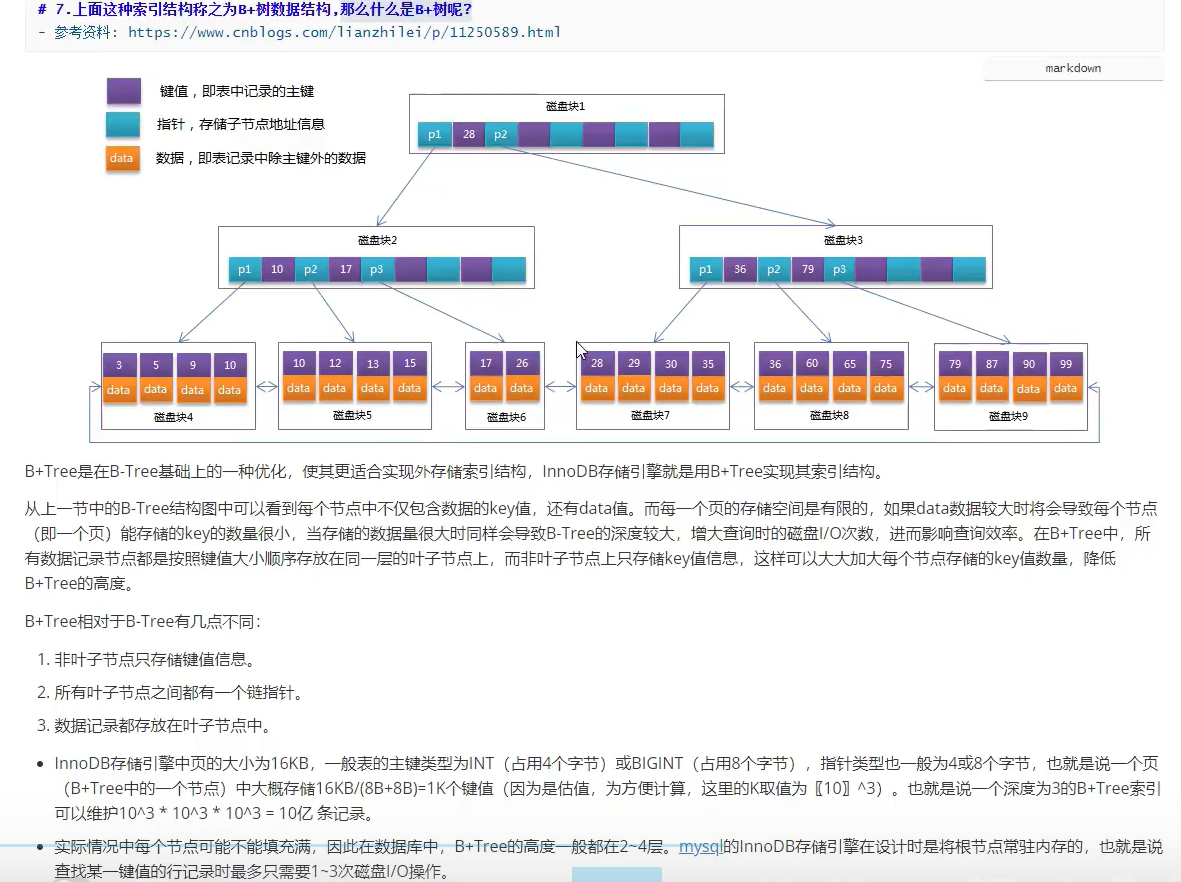 # 7.上面这种索引结构称之为B+树数据结构,那么什么是B+树呢?
- 参考资料: https://www.cnblogs.com/lianzhilei/p/11250589.html
markdown
键值，即表中记录的主键
指针，存储子节点地址信息
data 数据，即表记录中除主键外的数据
磁盘块1
p1 28 p2
磁盘块2
p1 10 p2 17 p3
磁盘块3
p1 36 p2 79 p3
3 5 9 10
data data data data
磁盘块4
10 12 13 15
data data data data
磁盘块5
17 26
data data
磁盘块6
28 29 30 35
data data data data
磁盘块7
36 60 65 75
data data data data
磁盘块8
79 87 90 99
data data data data
磁盘块9
B+Tree是在B-Tree基础上的一种优化，使其更适合实现外存储索引结构，InnoDB存储引擎就是用B+Tree实现其索引结构。
从上一节中的B-Tree结构图中可以看到每个节点中不仅包含数据的key值，还有data值。而每一个页的存储空间是有限的，如果data数据较大时将会导致每个节点
（即一个页）能存储的key的数量很小，当存储的数据量很大时同样会导致B-Tree的深度较大，增大查询时的磁盘I/O次数，进而影响查询效率。在B+Tree中，所
有数据记录节点都是按照键值大小顺序存放在同一层的叶子节点上，而非叶子节点上只存储key值信息，这样可以大大加大每个节点存储的key值数量，降低
B+Tree的高度。
B+Tree相对于B-Tree有几点不同：
1. 非叶子节点只存储键值信息。
2. 所有叶子节点之间都有一个链指针。
3. 数据记录都存放在叶子节点中。
• InnoDB存储引擎中页的大小为16KB，一般表的主键类型为INT（占用4个字节）或BIGINT（占用8个字节），指针类型也一般为4或8个字节，也就是说一个页
（B+Tree中的一个节点）中大概存储16KB/(8B+8B)=1K个键值（因为是估值，为方便计算，这里的K取值为〖10〗^3）。也就是说一个深度为3的B+Tree索引
可以维护10^3 * 10^3 * 10^3 = 10亿 条记录。
• 实际情况中每个节点可能不能填充满，因此在数据库中，B+Tree的高度一般都在2~4层。mysql的InnoDB存储引擎在设计时是将根节点常驻内存的，也就是说
查找某一键值的行记录时最多只需要1~3次磁盘I/O操作。